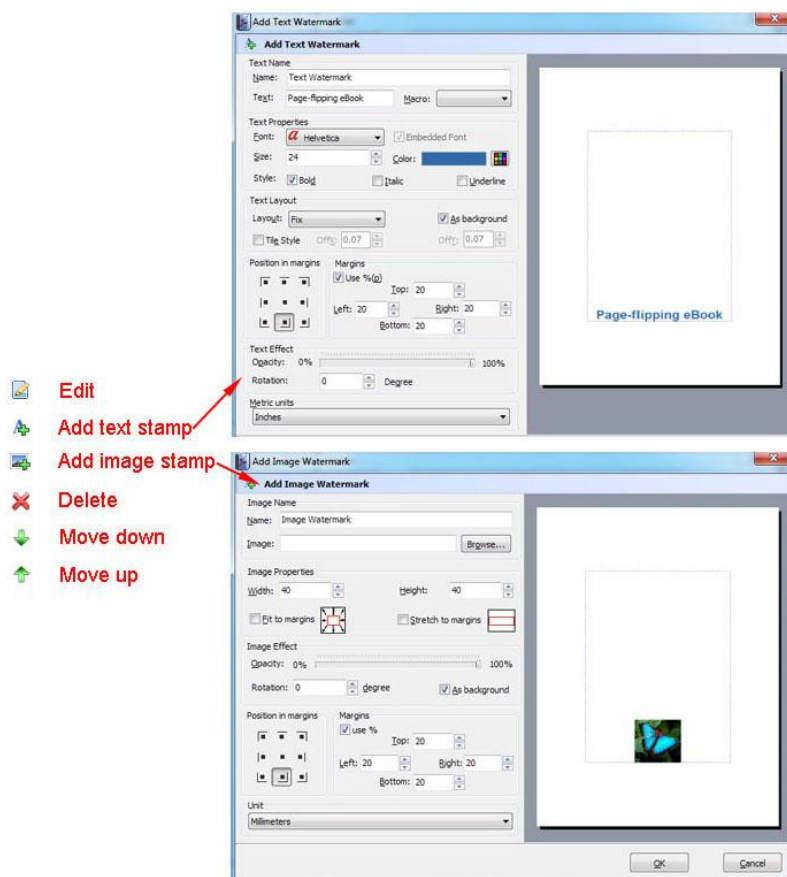 Add Text Watermark
Add Text Watermark
Text Name
Name: Text Watermark
Text: Page-flipping eBook Macro:
Text Properties
Font: a Helvetica Embedded Font
Size: 24 Color:
Style: Bold Italic Underline
Text Layout
Layout: Fix As background
Tile Style OffX: 0.07 OffY: 0.07
Position in margins Margins
Use %(p)
Top: 20
Left: 20 Right: 20
Bottom: 20
Text Effect
Opacity: 0% 100%
Rotation: 0 Degree
Metric units
Inches
Page-flipping eBook
Edit
Add text stamp
Add image stamp
Delete
Move down
Move up
Add Image Watermark
Add Image Watermark
Image Name
Name: Image Watermark
Image: Browse...
Image Properties
Width: 40 Height: 40
Fit to margins Stretch to margins
Image Effect
Opacity: 0% 100%
Rotation: 0 degree As background
Position in margins Margins
use %
Top: 20
Left: 20 Right: 20
Bottom: 20
Unit
Millimeters
OK Cancel